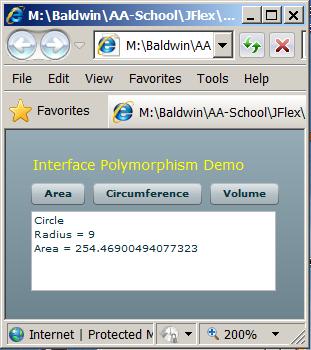 M:\Baldwin\AA-School\JFlex\...
M:\Baldwin\AA
File Edit View Favorites Tools Help
Favorites M:\Baldwin\AA-School\JFlex\
Interface Polymorphism Demo
Area Circumference Volume
Circle
Radius = 9
Area = 254.46900494077323
Internet | Protected M 200%